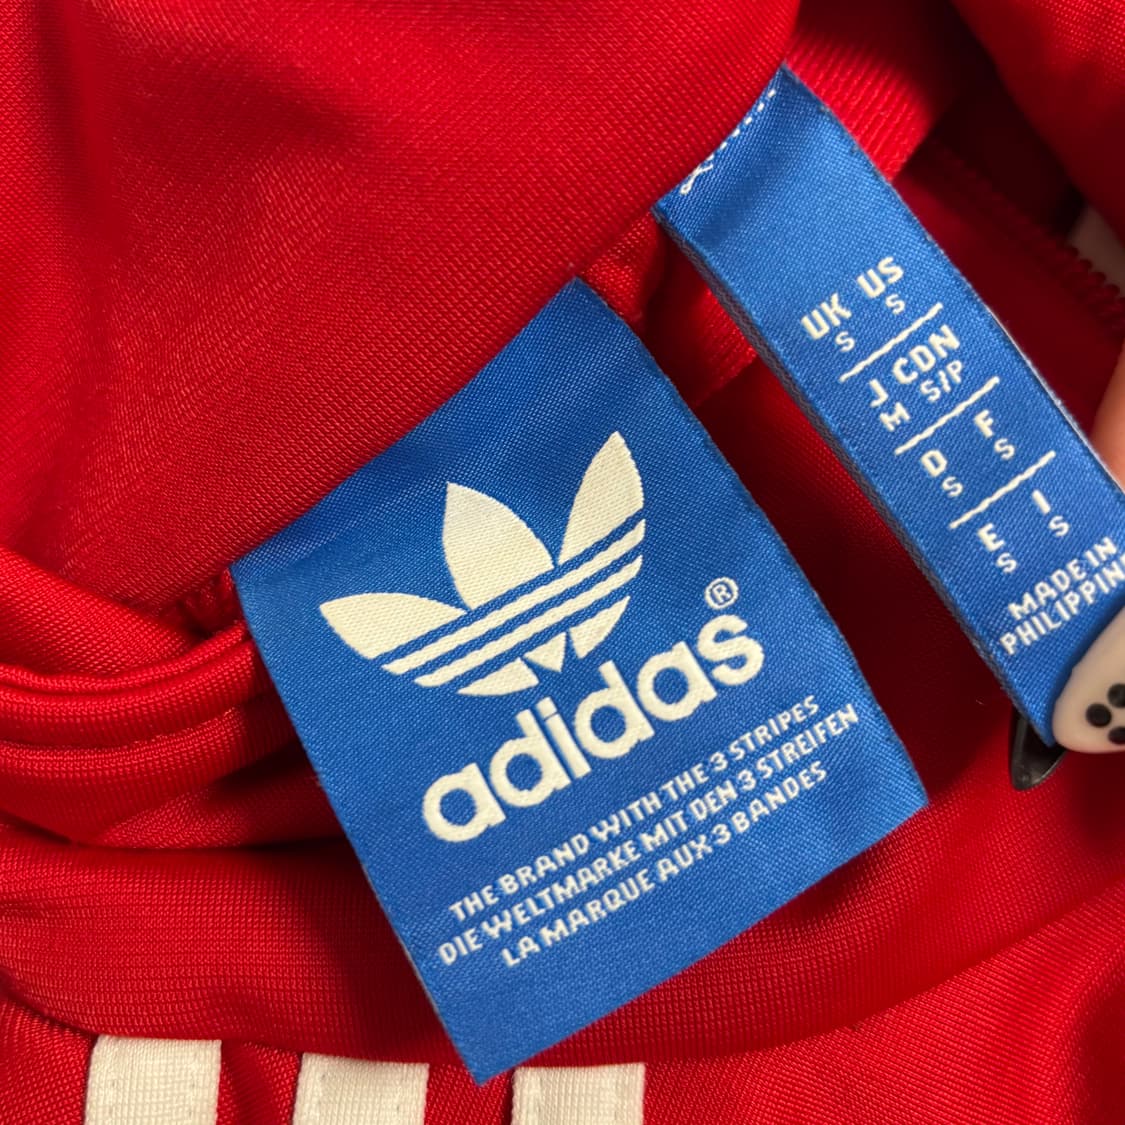 adidas®
THE BRAND WITH THE 3 STRIPES
DIE WELTMARKE MIT DEN 3 STREIFEN
LA MARQUE AUX 3 BANDES
UK US
S S
J CDN
M S/P
D F
S S
E I
S S
MADE IN